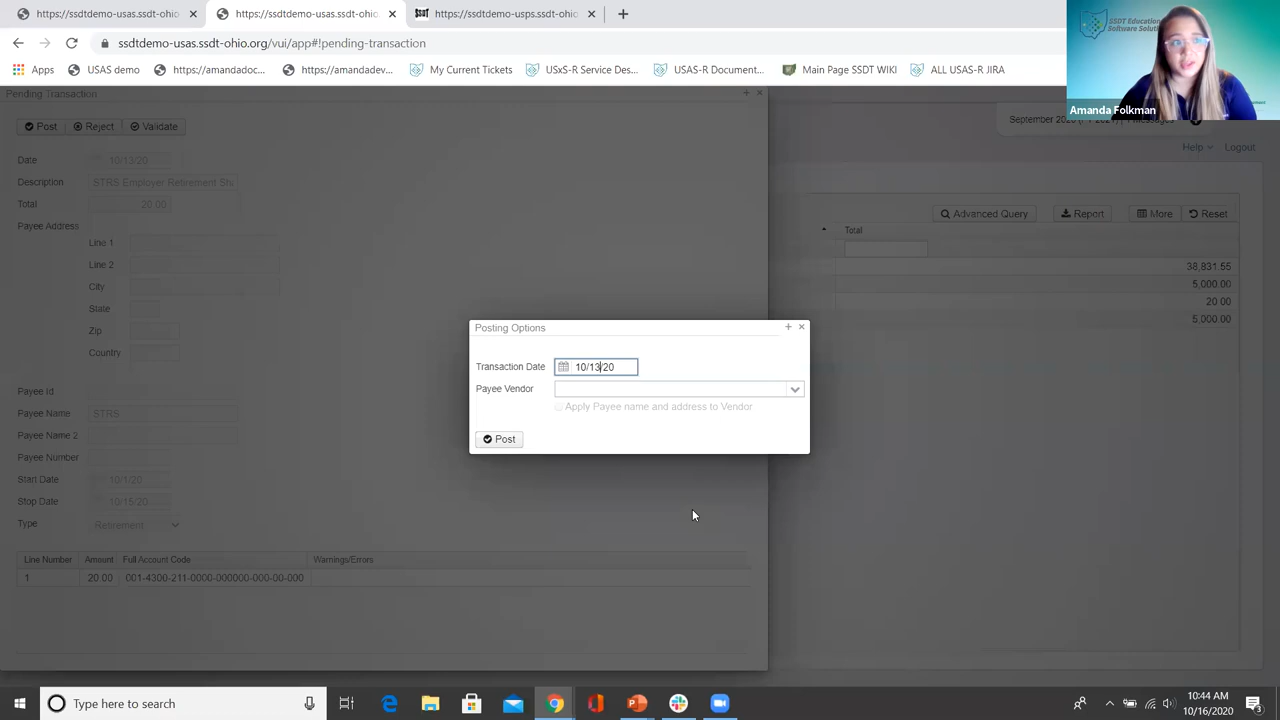 https://ssdtdemo-usas.ssdt-ohio. × https://ssdtdemo-usas.ssdt-ohio. × SSDT https://ssdtdemo-usps.ssdt-ohio. × +
ssdtdemo-usas.ssdt-ohio.org/vui/app#!pending-transaction
Apps USAS demo https://amandadoc... https://amandadev... My Current Tickets USxS-R Service Des... USAS-R Document... Main Page SSDT WIKI ALL USAS-R JIRA
SSDT Education
Software Solutions
Amanda Folkman
Pending Transaction + ×
Post Reject Validate
Help Logout
Date 10/13/20
Description STRS Employer Retirement Sha
Total 20.00
Payee Address
Line 1
Line 2
City
State
Zip
Country
Payee Id
Payee Name STRS
Payee Name 2
Payee Number
Start Date 10/1/20
Stop Date 10/15/20
Type Retirement
Line Number Amount Full Account Code Warnings/Errors
1 20.00 001-4300-211-0000-000000-000-00-000
Advanced Query Report More Reset
Total
38,831.55
5,000.00
20.00
5,000.00
Posting Options + ×
Transaction Date 10/13/20
Payee Vendor
Apply Payee name and address to Vendor
Post
Type here to search
10:44 AM
10/16/2020
3